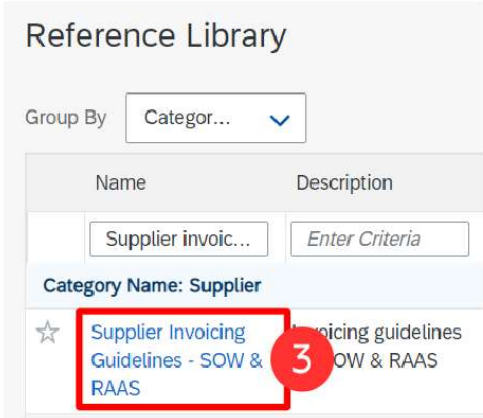 Reference Library
Group By Categor...
Name Description
Supplier invoic... Enter Criteria
Category Name: Supplier
Supplier Invoicing guidelines
Guidelines - SOW & 3 OW & RAAS
RAAS